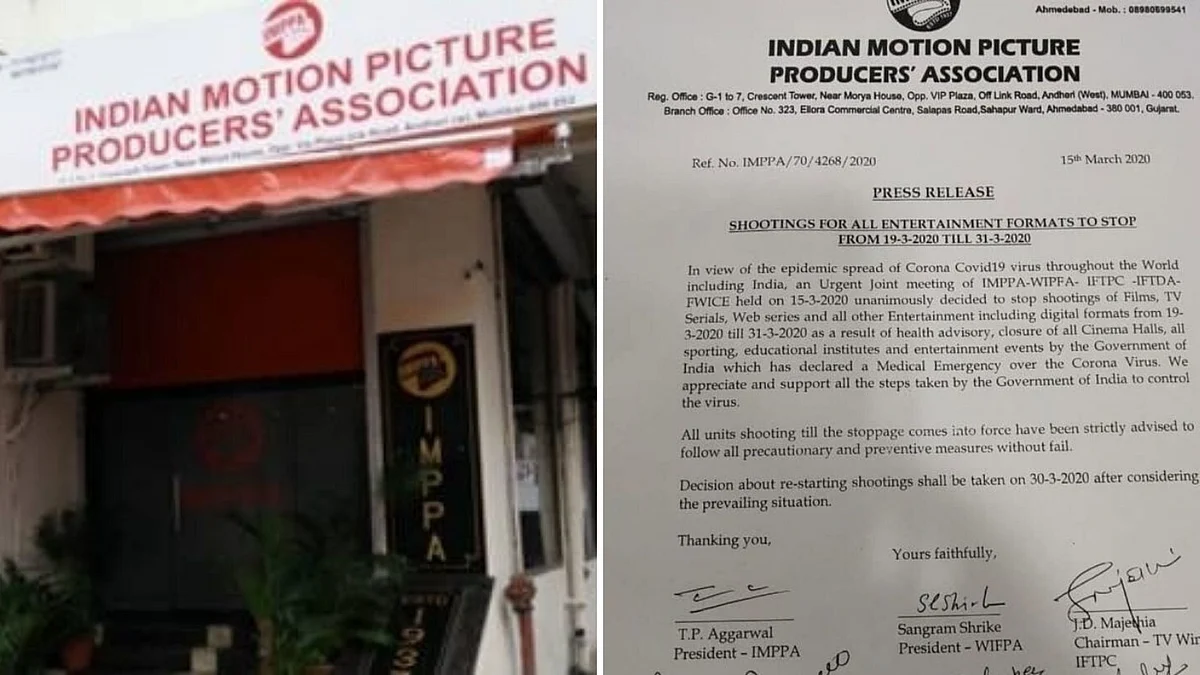 IMPPA
INDIAN MOTION PICTURE
PRODUCERS' ASSOCIATION
IMPPA
ESTD
193
Ahmedabad - Mob. : 08980699541
INDIAN MOTION PICTURE
PRODUCERS' ASSOCIATION
Reg. Office : G-1 to 7, Crescent Tower, Near Morya House, Opp. VIP Plaza, Off Link Road, Andheri (West), MUMBAI - 400 053.
Branch Office : Office No. 323, Ellora Commercial Centre, Salapas Road,Sahapur Ward, Ahmedabad - 380 001, Gujarat.
Ref. No. IMPPA/70/4268/2020 15th March 2020
PRESS RELEASE
SHOOTINGS FOR ALL ENTERTAINMENT FORMATS TO STOP
FROM 19-3-2020 TILL 31-3-2020
In view of the epidemic spread of Corona Covid19 virus throughout the World
including India, an Urgent Joint meeting of IMPPA-WIPFA- IFTPC -IFTDA-
FWICE held on 15-3-2020 unanimously decided to stop shootings of Films, TV
Serials, Web series and all other Entertainment including digital formats from 19-
3-2020 till 31-3-2020 as a result of health advisory, closure of all Cinema Halls, all
sporting, educational institutes and entertainment events by the Government of
India which has declared a Medical Emergency over the Corona Virus. We
appreciate and support all the steps taken by the Government of India to control
the virus.
All units shooting till the stoppage comes into force have been strictly advised to
follow all precautionary and preventive measures without fail.
Decision about re-starting shootings shall be taken on 30-3-2020 after considering
the prevailing situation.
Thanking you,
Yours faithfully,
T.P. Aggarwal
President – IMPPA
Sangram Shrike
President – WIFPA
J.D. Majethia
Chairman – TV Win
IFTPC